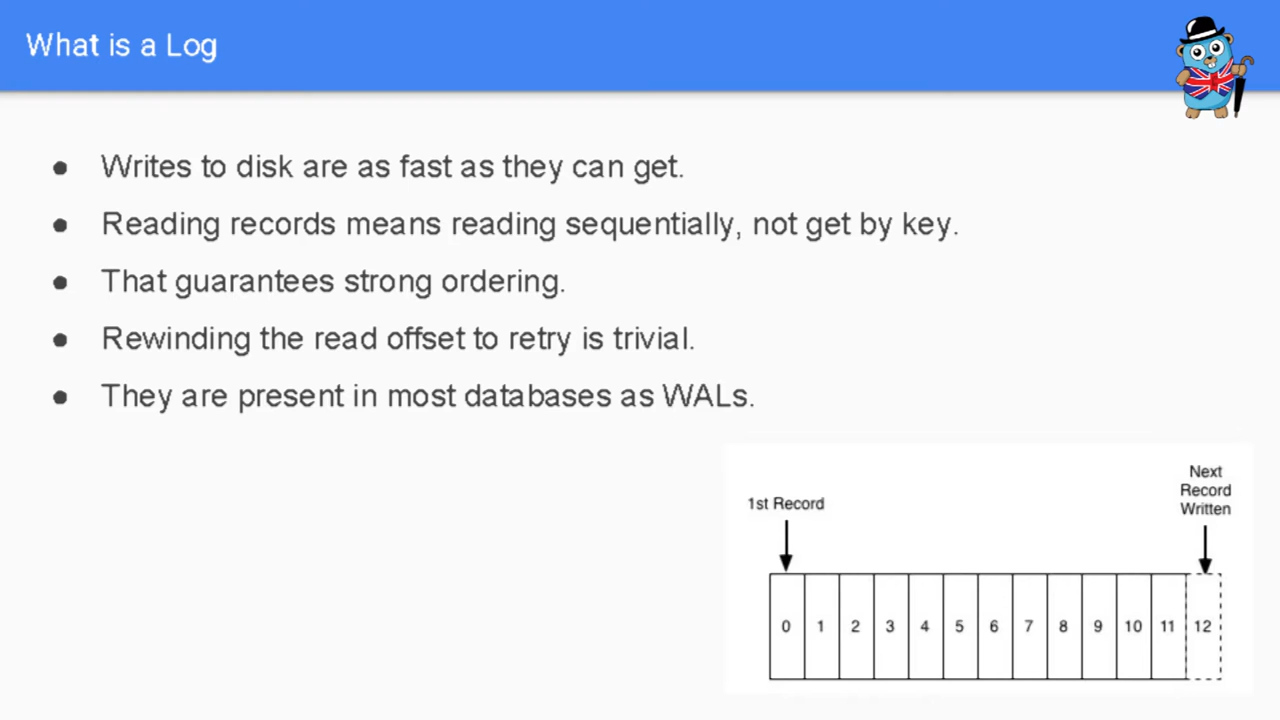 What is a Log
● Writes to disk are as fast as they can get.
● Reading records means reading sequentially, not get by key.
● That guarantees strong ordering.
● Rewinding the read offset to retry is trivial.
● They are present in most databases as WALs.
1st Record
Next
Record
Written
0 1 2 3 4 5 6 7 8 9 10 11 12